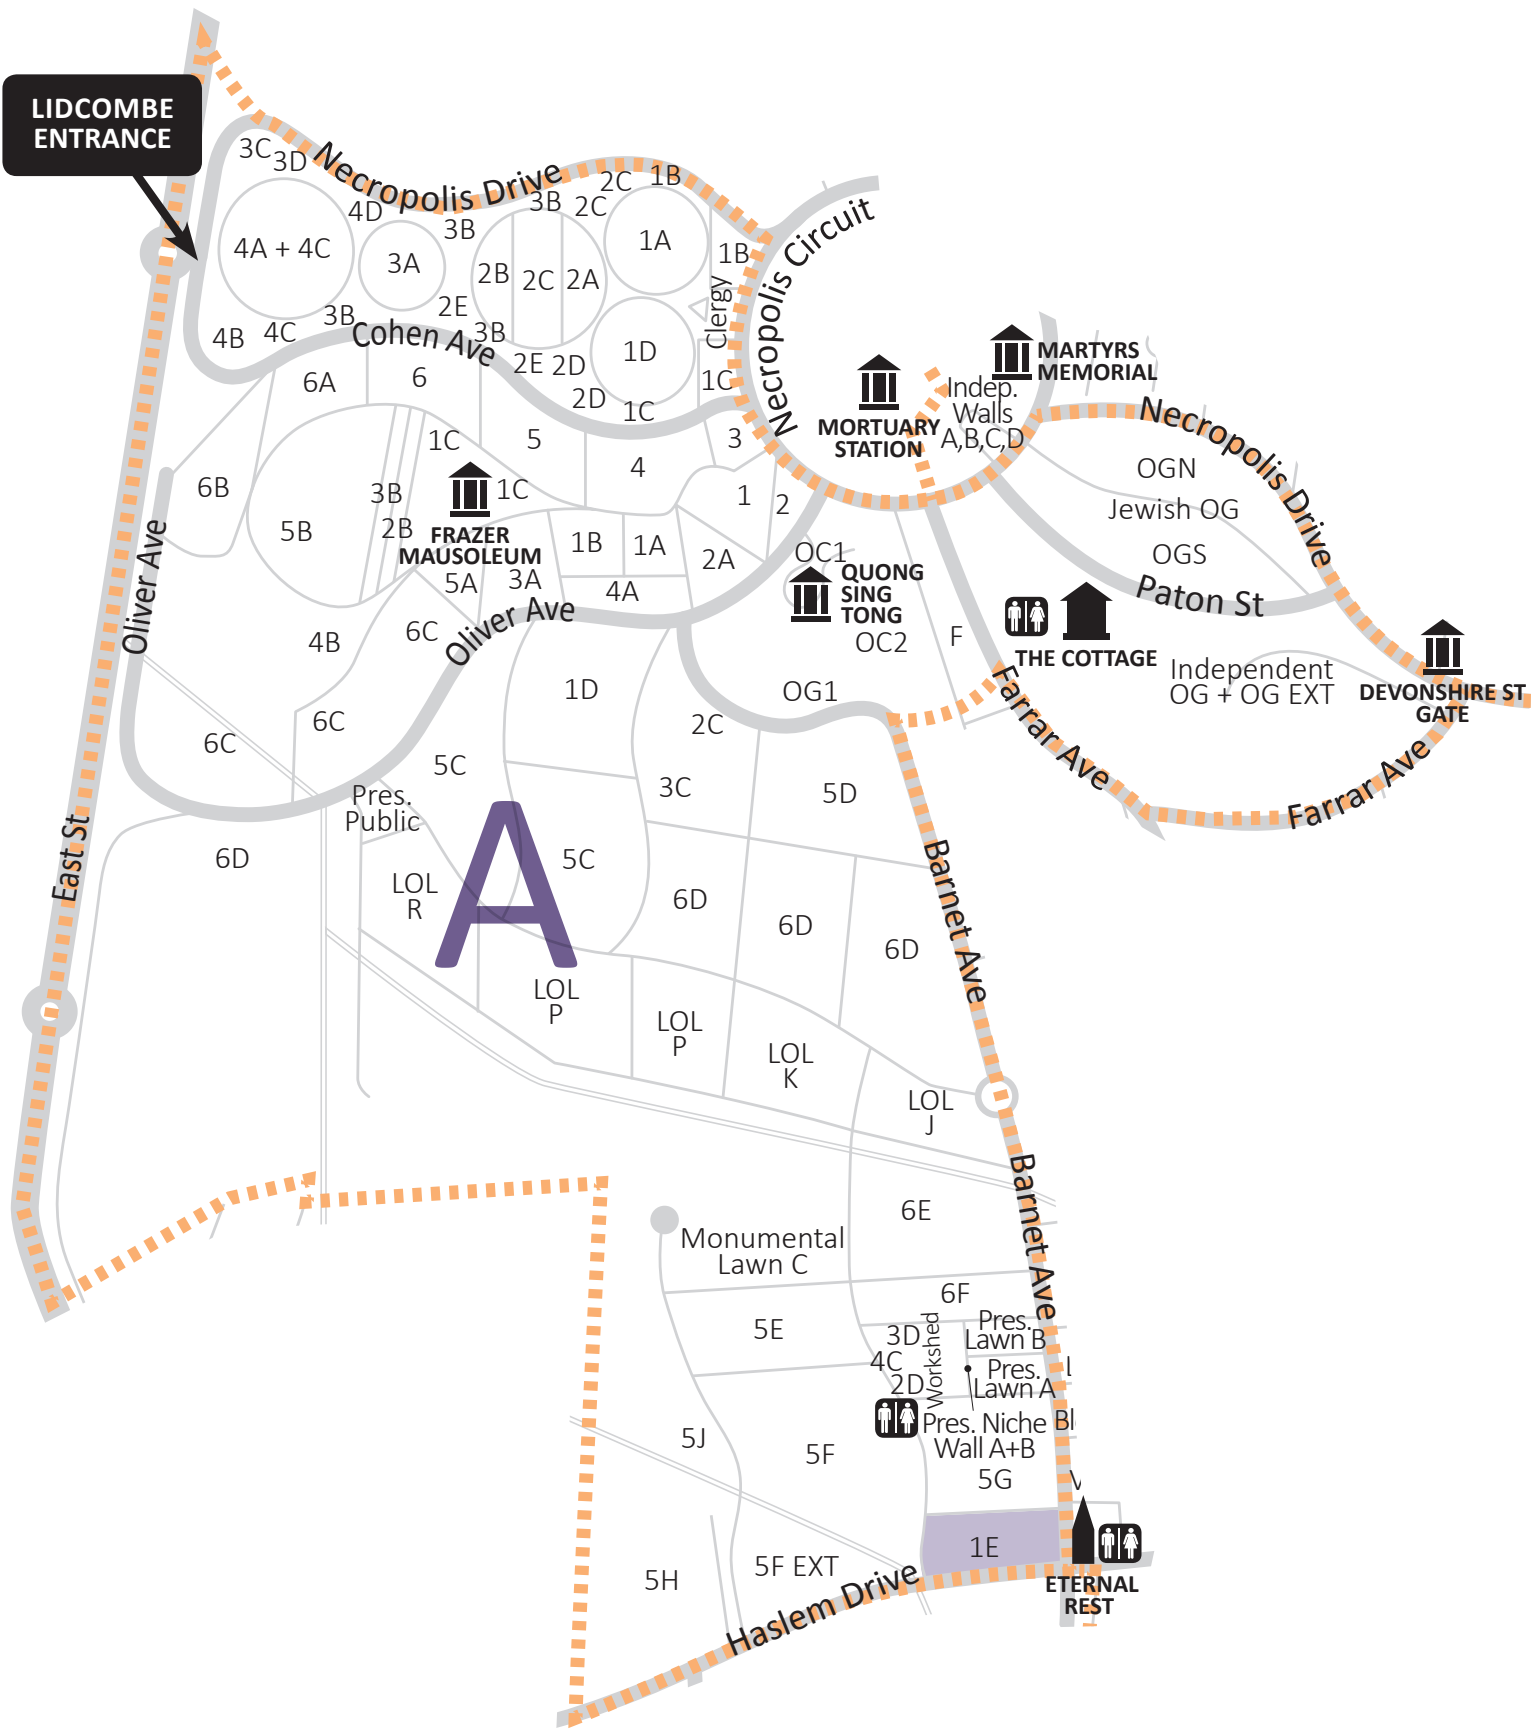 LIDCOMBE
ENTRANCE
Necropolis Drive
3C
3D
4D
3B
3B
2C
2C
1B
4A + 4C
3A
2B
2C
2A
1A
1B
Clergy
Necropolis Circuit
4B
4C
3B
2E
3B
Cohen Ave
2E
2D
1D
2D
1C
1C
6A
6
1C
5
4
3
1
2
6B
5B
3B
2B
1C
FRAZER
MAUSOLEUM
1B
1A
2A
5A
3A
4A
Oliver Ave
Oliver Ave
4B
6C
6C
6C
MORTUARY
STATION
MARTYRS
MEMORIAL
Indep.
Walls
A,B,C,D
Necropolis Drive
OGN
Jewish OG
OGS
Paton St
OC1
QUONG
SING
TONG
OC2
F
OG1
THE COTTAGE
Independent
OG + OG EXT
DEVONSHIRE ST
GATE
Farrar Ave
Farrar Ave
1D
2C
5C
3C
5D
Pres.
Public
East St
6D
LOL
R
A
5C
6D
6D
6D
Barnet Ave
LOL
P
LOL
P
LOL
K
LOL
J
Barnet Ave
6E
Monumental
Lawn C
6F
5E
3D
4C
2D
Workshed
Pres.
Lawn B
Pres.
Lawn A
Pres. Niche
Wall A+B
Bl
5J
5F
5G
1E
5H
5F EXT
Haslem Drive
ETERNAL
REST